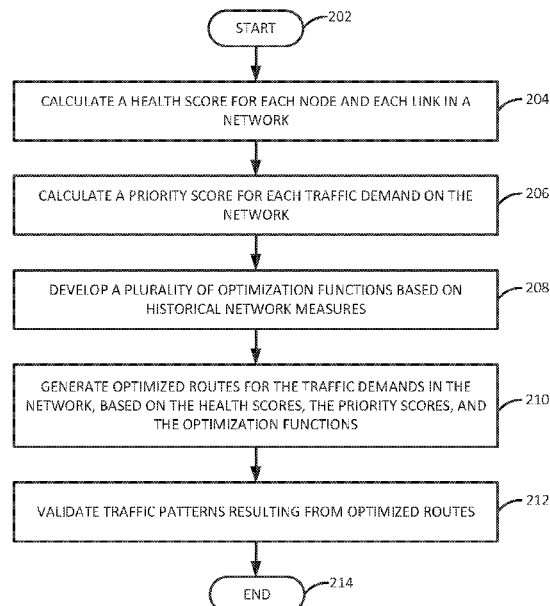 START
202
CALCULATE A HEALTH SCORE FOR EACH NODE AND EACH LINK IN A
NETWORK
204
CALCULATE A PRIORITY SCORE FOR EACH TRAFFIC DEMAND ON THE
NETWORK
206
DEVELOP A PLURALITY OF OPTIMIZATION FUNCTIONS BASED ON
HISTORICAL NETWORK MEASURES
208
GENERATE OPTIMIZED ROUTES FOR THE TRAFFIC DEMANDS IN THE
NETWORK, BASED ON THE HEALTH SCORES, THE PRIORITY SCORES, AND
THE OPTIMIZATION FUNCTIONS
210
VALIDATE TRAFFIC PATTERNS RESULTING FROM OPTIMIZED ROUTES
212
END
214